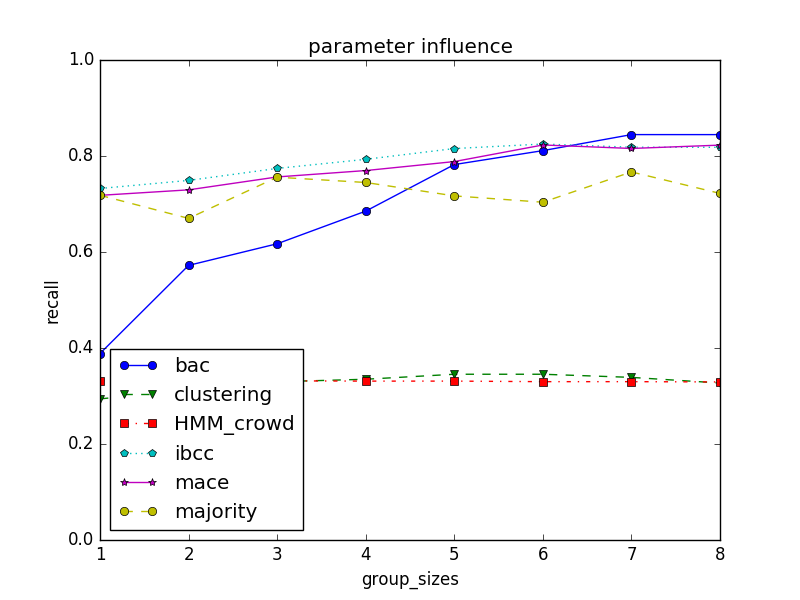 parameter influence
1.0
0.8
0.6
0.4
0.2
0.0
recall
bac
clustering
HMM_crowd
ibcc
mace
majority
1 2 3 4 5 6 7 8
group_sizes